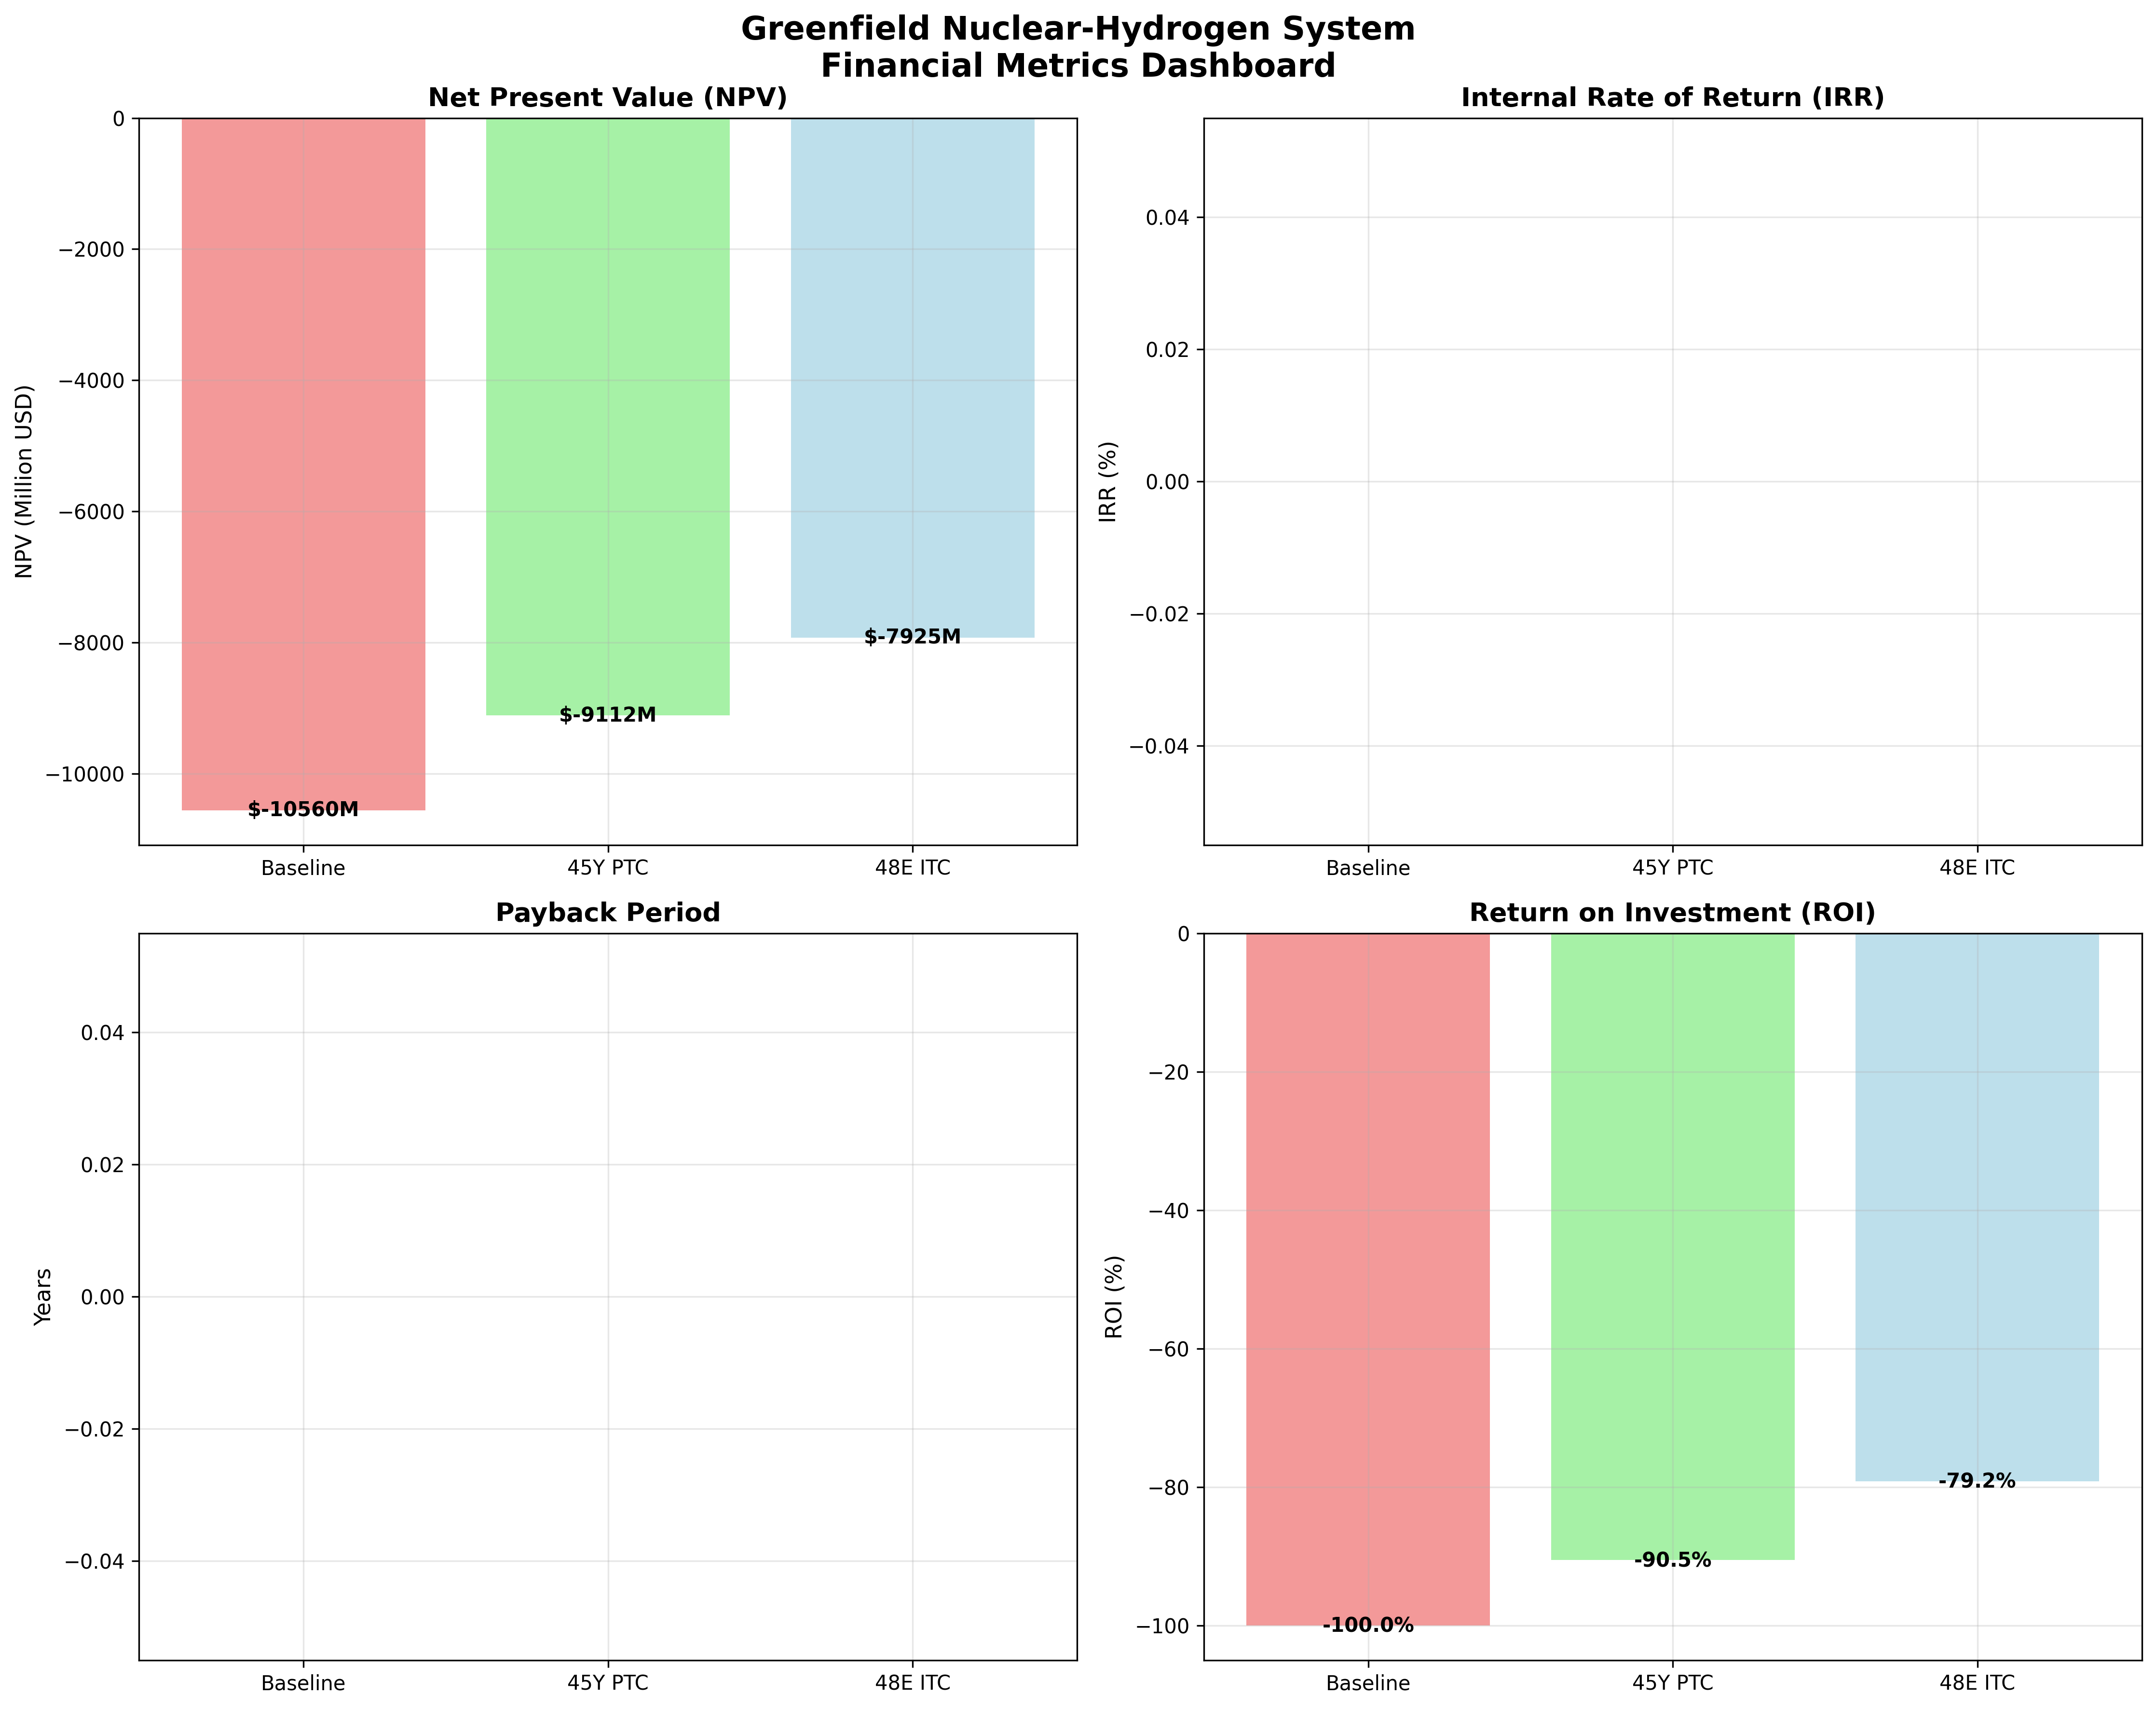 Greenfield Nuclear-Hydrogen System
Financial Metrics Dashboard
Net Present Value (NPV)
NPV (Million USD)
0
−2000
−4000
−6000
−8000
−10000
$-10560M
$-9112M
$-7925M
Baseline
45Y PTC
48E ITC
Internal Rate of Return (IRR)
IRR (%)
0.04
0.02
0.00
−0.02
−0.04
Baseline
45Y PTC
48E ITC
Payback Period
Years
0.04
0.02
0.00
−0.02
−0.04
Baseline
45Y PTC
48E ITC
Return on Investment (ROI)
ROI (%)
0
−20
−40
−60
−80
−100
-100.0%
-90.5%
-79.2%
Baseline
45Y PTC
48E ITC